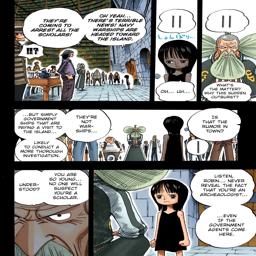 OH YEAH...
THERE'S TERRIBLE
NEWS! NAVY
WARSHIPS ARE
HEADED TOWARD
THE ISLAND.
THEY'RE
COMING TO
ARREST ALL THE
SCHOLARS!
!!?
!!
!!
UH... UH...
WHAT'S
THE MATTER?
WHY THIS SUDDEN
OUTBURST?
IS THAT
THE RUMOR
IN TOWN?
!
THEY'RE
NOT
WAR-
SHIPS...
...BUT SIMPLY
GOVERNMENT
SHIPS THAT ARE
PAYING A VISIT TO
THE ISLAND...
LIKELY
TO CONDUCT A
MORE THOROUGH
INVESTIGATION.
LISTEN,
ROBIN... NEVER
REVEAL THE FACT
THAT YOU'RE AN
ARCHAEOLOGIST...
...EVEN
IF THE
GOVERNMENT
AGENTS COME
HERE.
YOU ARE
SO YOUNG...
NO ONE WILL
SUSPECT
YOU'RE A
SCHOLAR.
UNDER-
STOOD?